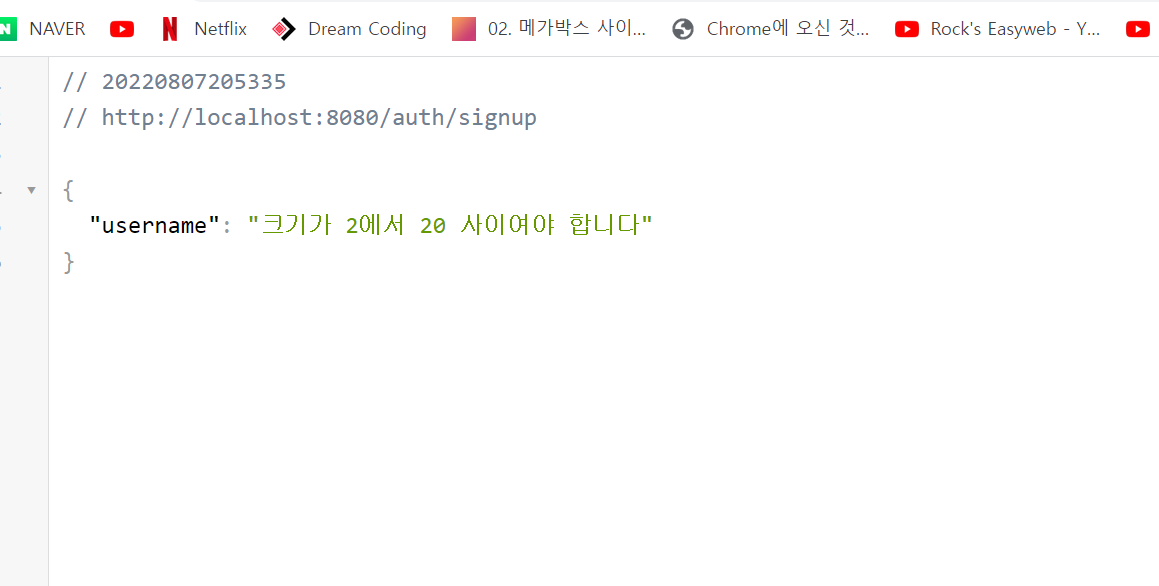 NAVER Netflix Dream Coding 02. 메가박스 사이... Chrome에 오신 것... Rock's Easyweb - Y...
// 20220807205335
// http://localhost:8080/auth/signup
{
"username": "크기가 2에서 20 사이여야 합니다"
}